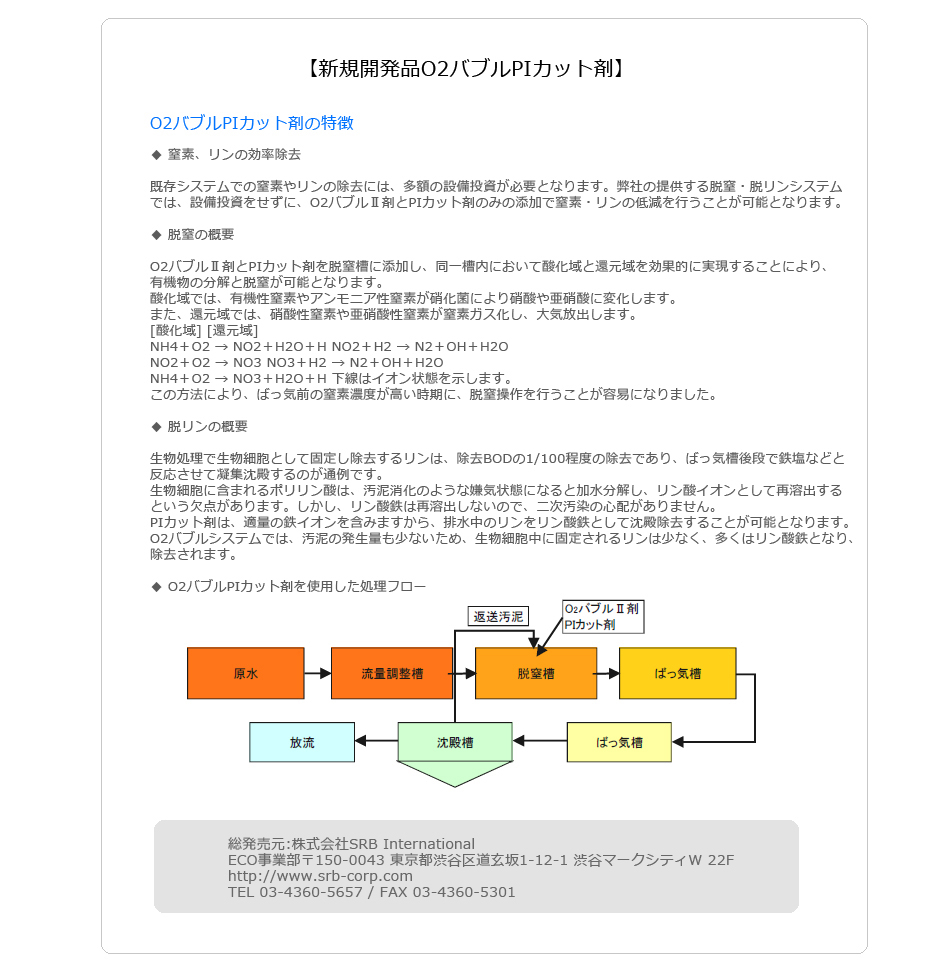 【新規開発品O2バブルPIカット剤】
O2バブルPIカット剤の特徴
◆ 窒素、リンの効率除去
既存システムでの窒素やリンの除去には、多額の設備投資が必要となります。弊社の提供する脱窒・脱リンシステム
では、設備投資をせずに、O2バブルⅡ剤とPIカット剤のみの添加で窒素・リンの低減を行うことが可能となります。
◆ 脱窒の概要
O2バブルⅡ剤とPIカット剤を脱窒槽に添加し、同一槽内において酸化域と還元域を効果的に実現することにより、
有機物の分解と脱窒が可能となります。
酸化域では、有機性窒素やアンモニア性窒素が硝化菌により硝酸や亜硝酸に変化します。
また、還元域では、硝酸性窒素や亜硝酸性窒素が窒素ガス化し、大気放出します。
[酸化域] [還元域]
NH4＋O2 → NO2＋H2O＋H NO2＋H2 → N2＋OH＋H2O
NO2＋O2 → NO3 NO3＋H2 → N2＋OH＋H2O
NH4＋O2 → NO3＋H2O＋H 下線はイオン状態を示します。
この方法により、ばっ気前の窒素濃度が高い時期に、脱窒操作を行うことが容易になりました。
◆ 脱リンの概要
生物処理で生物細胞として固定し除去するリンは、除去BODの1/100程度の除去であり、ばっ気槽後段で鉄塩などと
反応させて凝集沈殿するのが通例です。
生物細胞に含まれるポリリン酸は、汚泥消化のような嫌気状態になると加水分解し、リン酸イオンとして再溶出する
という欠点があります。しかし、リン酸鉄は再溶出しないので、二次汚染の心配がありません。
PIカット剤は、適量の鉄イオンを含みますから、排水中のリンをリン酸鉄として沈殿除去することが可能となります。
O2バブルシステムでは、汚泥の発生量も少ないため、生物細胞中に固定されるリンは少なく、多くはリン酸鉄となり、
除去されます。
◆ O2バブルPIカット剤を使用した処理フロー
返送汚泥
O2バブルⅡ剤
PIカット剤
原水
流量調整槽
脱窒槽
ばっ気槽
放流
沈殿槽
ばっ気槽
総発売元:株式会社SRB International
ECO事業部〒150-0043 東京都渋谷区道玄坂1-12-1 渋谷マークシティW 22F
http://www.srb-corp.com
TEL 03-4360-5657 / FAX 03-4360-5301